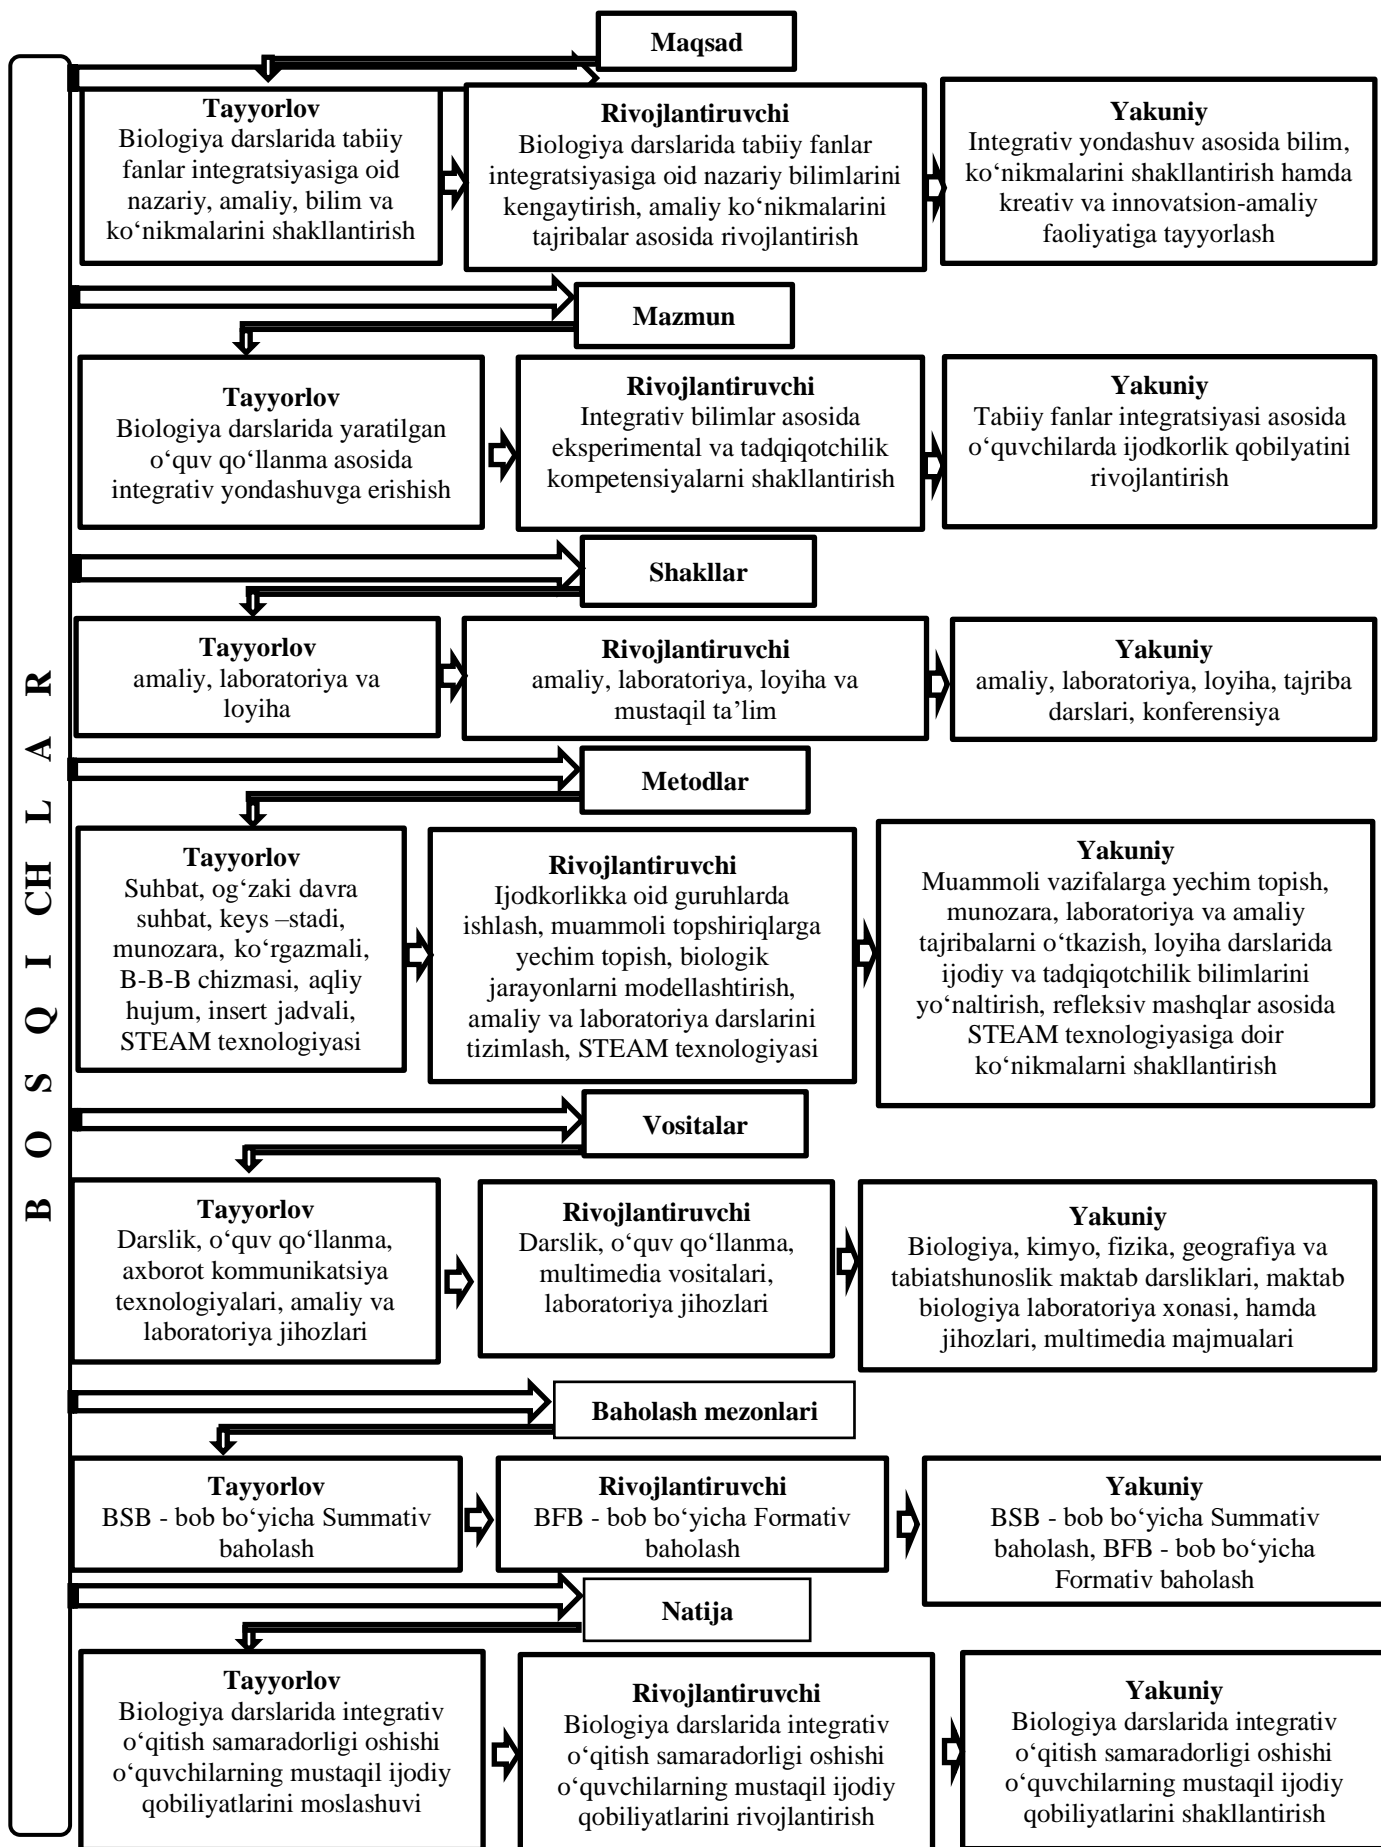 BOSQICHLAR
Maqsad
Tayyorlov
Biologiya darslarida tabiiy
fanlar integratsiyasiga oid
nazariy, amaliy, bilim va
ko‘nikmalarini shakllantirish
Rivojlantiruvchi
Biologiya darslarida tabiiy fanlar
integratsiyasiga oid nazariy bilimlarini
kengaytirish, amaliy ko‘nikmalarini
tajribalar asosida rivojlantirish
Yakuniy
Integrativ yondashuv asosida bilim,
ko‘nikmalarini shakllantirish hamda
kreativ va innovatsion-amaliy
faoliyatiga tayyorlash
Mazmun
Tayyorlov
Biologiya darslarida yaratilgan
o‘quv qo‘llanma asosida
integrativ yondashuvga erishish
Rivojlantiruvchi
Integrativ bilimlar asosida
eksperimental va tadqiqotchilik
kompetensiyalarni shakllantirish
Yakuniy
Tabiiy fanlar integratsiyasi asosida
o‘quvchilarda ijodkorlik qobilyatini
rivojlantirish
Shakllar
Tayyorlov
amaliy, laboratoriya va
loyiha
Rivojlantiruvchi
amaliy, laboratoriya, loyiha va
mustaqil ta’lim
Yakuniy
amaliy, laboratoriya, loyiha, tajriba
darslari, konferensiya
Metodlar
Tayyorlov
Suhbat, og‘zaki davra
suhbat, keys –stadi,
munozara, ko‘rgazmali,
B-B-B chizmasi, aqliy
hujum, insert jadvali,
STEAM texnologiyasi
Rivojlantiruvchi
Ijodkorlikka oid guruhlarda
ishlash, muammoli topshiriqlarga
yechim topish, biologik
jarayonlarni modellashtirish,
amaliy va laboratoriya darslarini
tizimlash, STEAM texnologiyasi
Yakuniy
Muammoli vazifalarga yechim topish,
munozara, laboratoriya va amaliy
tajribalarni o‘tkazish, loyiha darslarida
ijodiy va tadqiqotchilik bilimlarini
yo‘naltirish, refleksiv mashqlar asosida
STEAM texnologiyasiga doir
ko‘nikmalarni shakllantirish
Vositalar
Tayyorlov
Darslik, o‘quv qo‘llanma,
axborot kommunikatsiya
texnologiyalari, amaliy va
laboratoriya jihozlari
Rivojlantiruvchi
Darslik, o‘quv qo‘llanma,
multimedia vositalari,
laboratoriya jihozlari
Yakuniy
Biologiya, kimyo, fizika, geografiya va
tabiatshunoslik maktab darsliklari, maktab
biologiya laboratoriya xonasi, hamda
jihozlari, multimedia majmualari
Baholash mezonlari
Tayyorlov
BSB - bob bo‘yicha Summativ
baholash
Rivojlantiruvchi
BFB - bob bo‘yicha Formativ
baholash
Yakuniy
BSB - bob bo‘yicha Summativ
baholash, BFB - bob bo‘yicha
Formativ baholash
Natija
Tayyorlov
Biologiya darslarida integrativ
o‘qitish samaradorligi oshishi
o‘quvchilarning mustaqil ijodiy
qobiliyatlarini moslashuvi
Rivojlantiruvchi
Biologiya darslarida integrativ
o‘qitish samaradorligi oshishi
o‘quvchilarning mustaqil ijodiy
qobiliyatlarini rivojlantirish
Yakuniy
Biologiya darslarida integrativ
o‘qitish samaradorligi oshishi
o‘quvchilarning mustaqil ijodiy
qobiliyatlarini shakllantirish